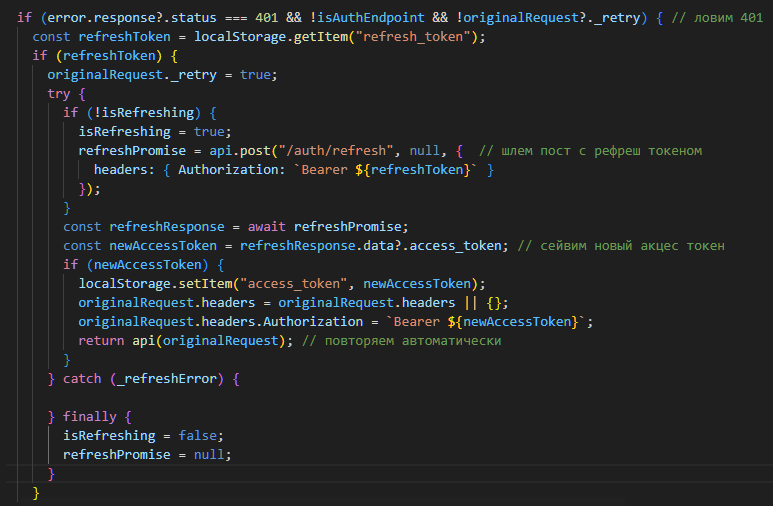 if (error.response?.status === 401 && !isAuthEndpoint && !originalRequest?._retry) { // ловим 401
  const refreshToken = localStorage.getItem("refresh_token");
  if (refreshToken) {
    originalRequest._retry = true;
    try {
      if (!isRefreshing) {
        isRefreshing = true;
        refreshPromise = api.post("/auth/refresh", null, {  // шлем пост с рефреш токеном
          headers: { Authorization: `Bearer ${refreshToken}` }
        });
      }
      const refreshResponse = await refreshPromise;
      const newAccessToken = refreshResponse.data?.access_token; // сейвим новый акцес токен
      if (newAccessToken) {
        localStorage.setItem("access_token", newAccessToken);
        originalRequest.headers = originalRequest.headers || {};
        originalRequest.headers.Authorization = `Bearer ${newAccessToken}`;
        return api(originalRequest); // повторяем автоматически
      }
    } catch (_refreshError) {

    } finally {
      isRefreshing = false;
      refreshPromise = null;
    }
  }